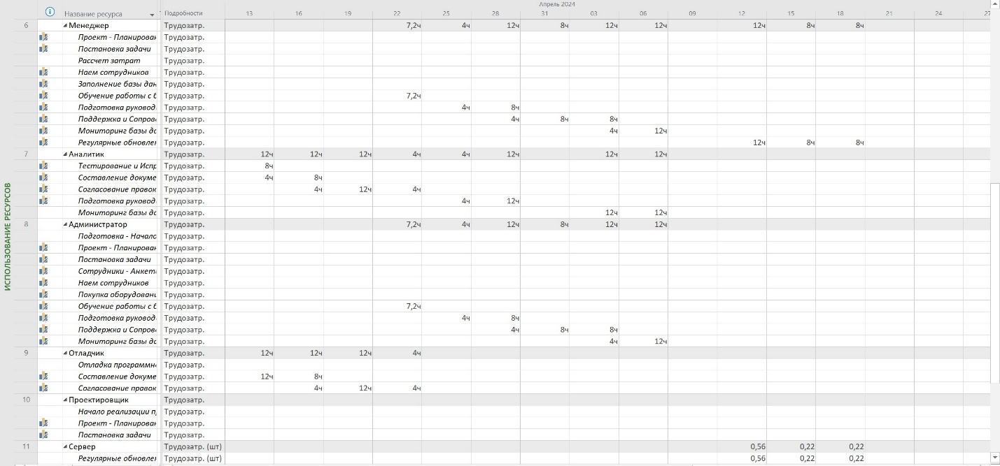 Апрель 2024
Название ресурса Подробности 13 16 19 22 25 28 31 03 06 09 12 15 18 21 24 27
6 Менеджер Трудозатр. 7,2ч 4ч 12ч 8ч 12ч 12ч 12ч 8ч 8ч
Проект - Планирован Трудозатр.
Постановка задачи Трудозатр.
Рассчет затрат Трудозатр.
Наем сотрудников Трудозатр.
Заполнение базы дан Трудозатр.
Обучение работы с б Трудозатр. 7,2ч
Подготовка руковод Трудозатр. 4ч 8ч
Поддержка и Сопров Трудозатр. 4ч 8ч 8ч
Мониторинг базы да Трудозатр. 4ч 12ч
Регулярные обновлен Трудозатр. 12ч 8ч 8ч
7 Аналитик Трудозатр. 12ч 12ч 12ч 4ч 4ч 12ч 12ч 12ч
Тестирование и Испр Трудозатр. 8ч
Составление докуме Трудозатр. 4ч 8ч
Согласование правок Трудозатр. 4ч 12ч 4ч
Подготовка руковод Трудозатр. 4ч 12ч
Мониторинг базы да Трудозатр. 12ч 12ч
8 Администратор Трудозатр. 7,2ч 4ч 12ч 8ч 12ч 12ч
Подготовка - Начало Трудозатр.
Проект - Планирован Трудозатр.
Постановка задачи Трудозатр.
Сотрудники - Анкет Трудозатр.
Наем сотрудников Трудозатр.
Покупка оборудовани Трудозатр.
Обучение работы с б Трудозатр. 7,2ч
Подготовка руковод Трудозатр. 4ч 8ч
Поддержка и Сопров Трудозатр. 4ч 8ч 8ч
Мониторинг базы да Трудозатр. 4ч 12ч
9 Отладчик Трудозатр. 12ч 12ч 12ч 4ч
Отладка программн Трудозатр.
Составление докуме Трудозатр. 12ч 8ч
Согласование правок Трудозатр. 4ч 12ч 4ч
10 Проектировщик Трудозатр.
Начало реализации п Трудозатр.
Проект - Планирован Трудозатр.
Постановка задачи Трудозатр.
11 Сервер Трудозатр. (шт) 0,56 0,22 0,22
Регулярные обновлен Трудозатр. (шт) 0,56 0,22 0,22
ИСПОЛЬЗОВАНИЕ РЕСУРСОВ